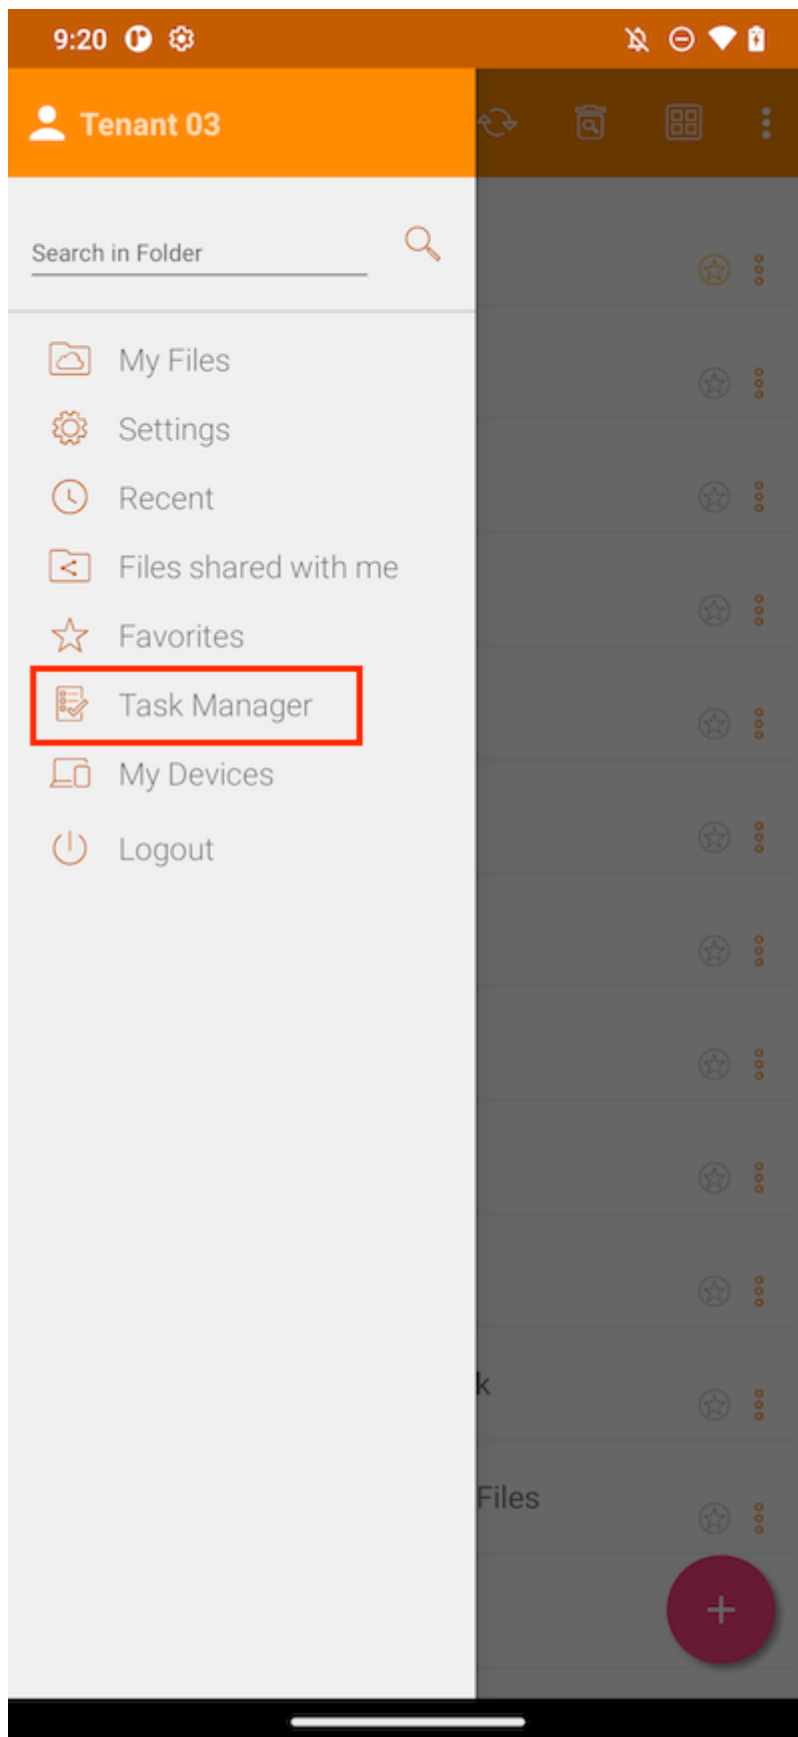 9:20
Tenant 03
Search in Folder
My Files
Settings
Recent
Files shared with me
Favorites
Task Manager
My Devices
Logout
k
Files